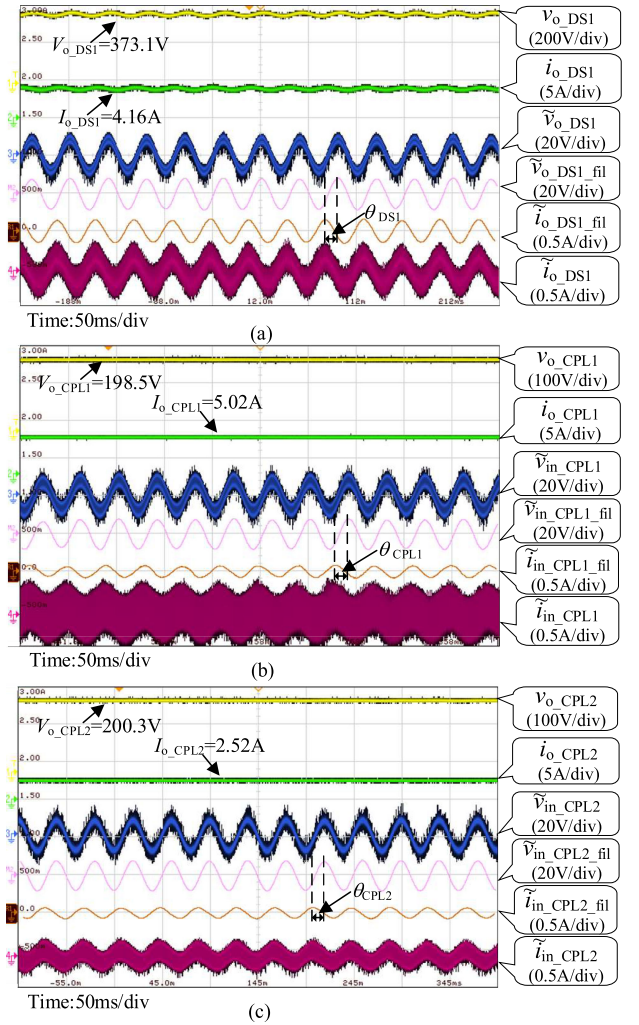 3.00A
V_o_DS1=373.1V
2.00
I_o_DS1=4.16A
1.50
500m
0.0
θ_DS1
-188m
-88.0m
12.0m
112m
212ms
v_o_DS1
(200V/div)
i_o_DS1
(5A/div)
ṽ_o_DS1
(20V/div)
ṽ_o_DS1_fil
(20V/div)
ĩ_o_DS1_fil
(0.5A/div)
ĩ_o_DS1
(0.5A/div)
Time:50ms/div
(a)
3.00A
V_o_CPL1=198.5V
2.50
I_o_CPL1=5.02A
2.00
1.50
500m
0.0
θ_CPL1
v_o_CPL1
(100V/div)
i_o_CPL1
(5A/div)
ṽ_in_CPL1
(20V/div)
ṽ_in_CPL1_fil
(20V/div)
ĩ_in_CPL1_fil
(0.5A/div)
ĩ_in_CPL1
(0.5A/div)
Time:50ms/div
(b)
3.00A
V_o_CPL2=200.3V
I_o_CPL2=2.52A
2.00
1.50
500m
0.0
θ_CPL2
-55.0m
45.0m
145m
245m
345ms
v_o_CPL2
(100V/div)
i_o_CPL2
(5A/div)
ṽ_in_CPL2
(20V/div)
ṽ_in_CPL2_fil
(20V/div)
ĩ_in_CPL2_fil
(0.5A/div)
ĩ_in_CPL2
(0.5A/div)
Time:50ms/div
(c)